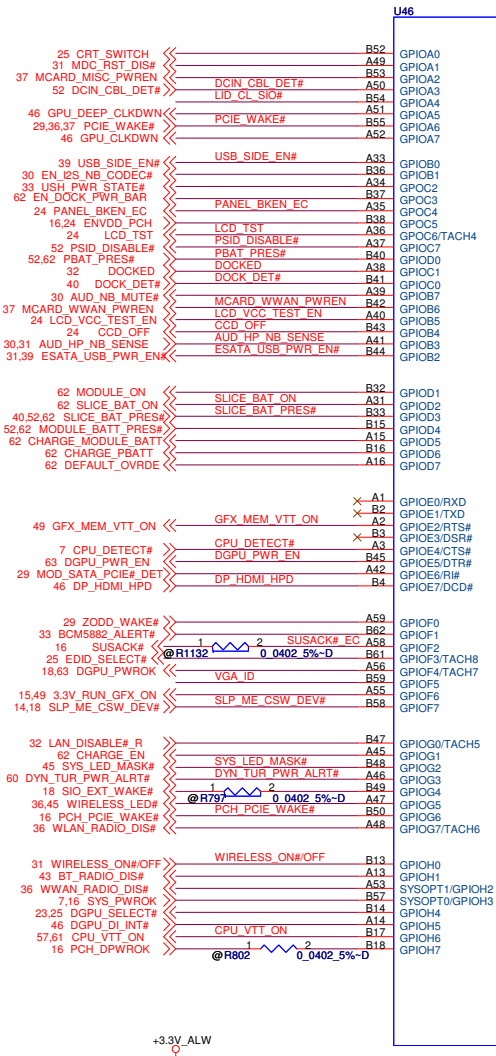 U46
25 CRT_SWITCH B52 GPIOA0
31 MDC_RST_DIS# A49 GPIOA1
37 MCARD_MISC_PWREN B53 GPIOA2
52 DCIN_CBL_DET# DCIN_CBL_DET# A50 GPIOA3
LID_CL_SIO# B54 GPIOA4
46 GPU_DEEP_CLKDWN A51 GPIOA5
29,36,37 PCIE_WAKE# PCIE_WAKE# B55 GPIOA6
46 GPU_CLKDWN A52 GPIOA7
39 USB_SIDE_EN# USB_SIDE_EN# A33 GPIOB0
30 EN_I2S_NB_CODEC# B36 GPIOB1
33 USH_PWR_STATE# A34 GPOC2
62 EN_DOCK_PWR_BAR B37 GPOC3
24 PANEL_BKEN_EC PANEL_BKEN_EC A35 GPOC4
16,24 ENVDD_PCH B38 GPOC5
24 LCD_TST LCD_TST A36 GPOC6/TACH4
52 PSID_DISABLE# PSID_DISABLE# A37 GPIOC7
52,62 PBAT_PRES# PBAT_PRES# B40 GPIOD0
32 DOCKED DOCKED A38 GPIOC1
40 DOCK_DET# DOCK_DET# B41 GPIOC0
30 AUD_NB_MUTE# A39 GPIOB7
37 MCARD_WWAN_PWREN MCARD_WWAN_PWREN B42 GPIOB6
24 LCD_VCC_TEST_EN LCD_VCC_TEST_EN A40 GPIOB5
24 CCD_OFF CCD_OFF B43 GPIOB4
30,31 AUD_HP_NB_SENSE AUD_HP_NB_SENSE A41 GPIOB3
31,39 ESATA_USB_PWR_EN# ESATA_USB_PWR_EN# B44 GPIOB2
62 MODULE_ON B32 GPIOD1
62 SLICE_BAT_ON SLICE_BAT_ON A31 GPIOD2
40,52,62 SLICE_BAT_PRES# SLICE_BAT_PRES# B33 GPIOD3
52,62 MODULE_BATT_PRES# B15 GPIOD4
62 CHARGE_MODULE_BATT A15 GPIOD5
62 CHARGE_PBATT B16 GPIOD6
62 DEFAULT_OVRDE A16 GPIOD7
A1 GPIOE0/RXD
B2 GPIOE1/TXD
49 GFX_MEM_VTT_ON GFX_MEM_VTT_ON A2 GPIOE2/RTS#
B3 GPIOE3/DSR#
7 CPU_DETECT# CPU_DETECT# A3 GPIOE4/CTS#
63 DGPU_PWR_EN DGPU_PWR_EN B45 GPIOE5/DTR#
29 MOD_SATA_PCIE#_DET A42 GPIOE6/RI#
46 DP_HDMI_HPD DP_HDMI_HPD B4 GPIOE7/DCD#
29 ZODD_WAKE# A59 GPIOF0
33 BCM5882_ALERT# B62 GPIOF1
16 SUSACK# 1 2 SUSACK#_EC A58 GPIOF2
25 EDID_SELECT# @R1132 0_0402_5%~D B61 GPIOF3/TACH8
18,63 DGPU_PWROK A56 GPIOF4/TACH7
VGA_ID B59 GPIOF5
15,49 3.3V_RUN_GFX_ON A55 GPIOF6
14,18 SLP_ME_CSW_DEV# SLP_ME_CSW_DEV# B58 GPIOF7
32 LAN_DISABLE#_R B47 GPIOG0/TACH5
62 CHARGE_EN A45 GPIOG1
45 SYS_LED_MASK# SYS_LED_MASK# B48 GPIOG2
60 DYN_TUR_PWR_ALRT# DYN_TUR_PWR_ALRT# A46 GPIOG3
18 SIO_EXT_WAKE# 1 2 B49 GPIOG4
36,45 WIRELESS_LED# @R797 0_0402_5%~D A47 GPIOG5
16 PCH_PCIE_WAKE# PCH_PCIE_WAKE# B50 GPIOG6
36 WLAN_RADIO_DIS# A48 GPIOG7/TACH6
31 WIRELESS_ON#/OFF WIRELESS_ON#/OFF B13 GPIOH0
43 BT_RADIO_DIS# A13 GPIOH1
36 WWAN_RADIO_DIS# A53 SYSOPT1/GPIOH2
7,16 SYS_PWROK B57 SYSOPT0/GPIOH3
23,25 DGPU_SELECT# B14 GPIOH4
46 DGPU_DI_INT# A14 GPIOH5
57,61 CPU_VTT_ON CPU_VTT_ON B17 GPIOH6
16 PCH_DPWROK 1 2 B18 GPIOH7
@R802 0_0402_5%~D
+3.3V_ALW